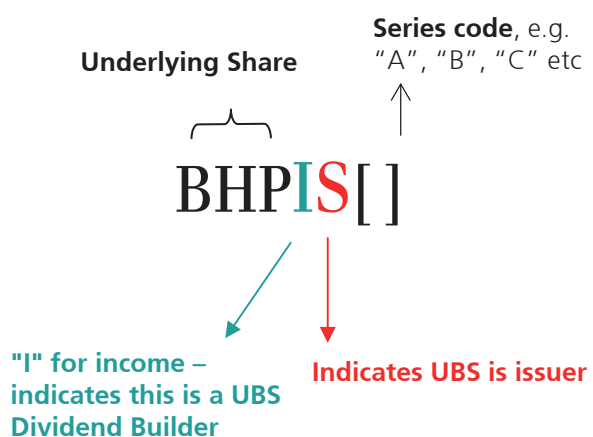 Series code, e.g.
“A”, “B”, “C” etc
Underlying Share
BHPIS[ ]
"I" for income –
indicates this is a UBS
Dividend Builder
Indicates UBS is issuer